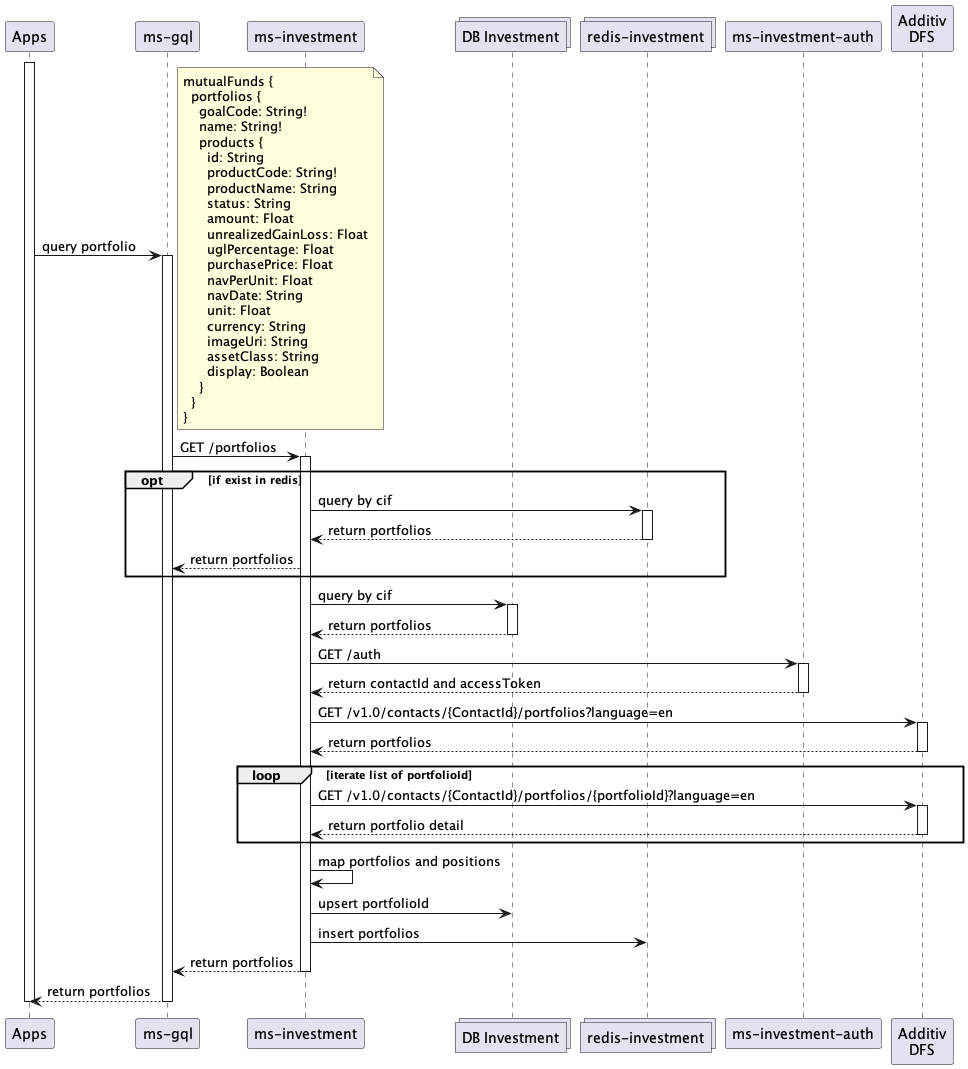 Apps
ms-gql
ms-investment
DB Investment
redis-investment
ms-investment-auth
Additiv
DFS
mutualFunds {
portfolios {
goalCode: String!
name: String!
products {
id: String
productCode: String!
productName: String
status: String
amount: Float
unrealizedGainLoss: Float
uglPercentage: Float
purchasePrice: Float
navPerUnit: Float
navDate: String
unit: Float
currency: String
imageUri: String
assetClass: String
display: Boolean
}
}
}
query portfolio
GET /portfolios
opt
[if exist in redis]
query by cif
return portfolios
return portfolios
query by cif
return portfolios
GET /auth
return contactId and accessToken
GET /v1.0/contacts/{ContactId}/portfolios?language=en
return portfolios
loop
[iterate list of portfolioId]
GET /v1.0/contacts/{ContactId}/portfolios/{portfolioId}?language=en
return portfolio detail
map portfolios and positions
upsert portfolioId
insert portfolios
return portfolios
return portfolios
Apps
ms-gql
ms-investment
DB Investment
redis-investment
ms-investment-auth
Additiv
DFS